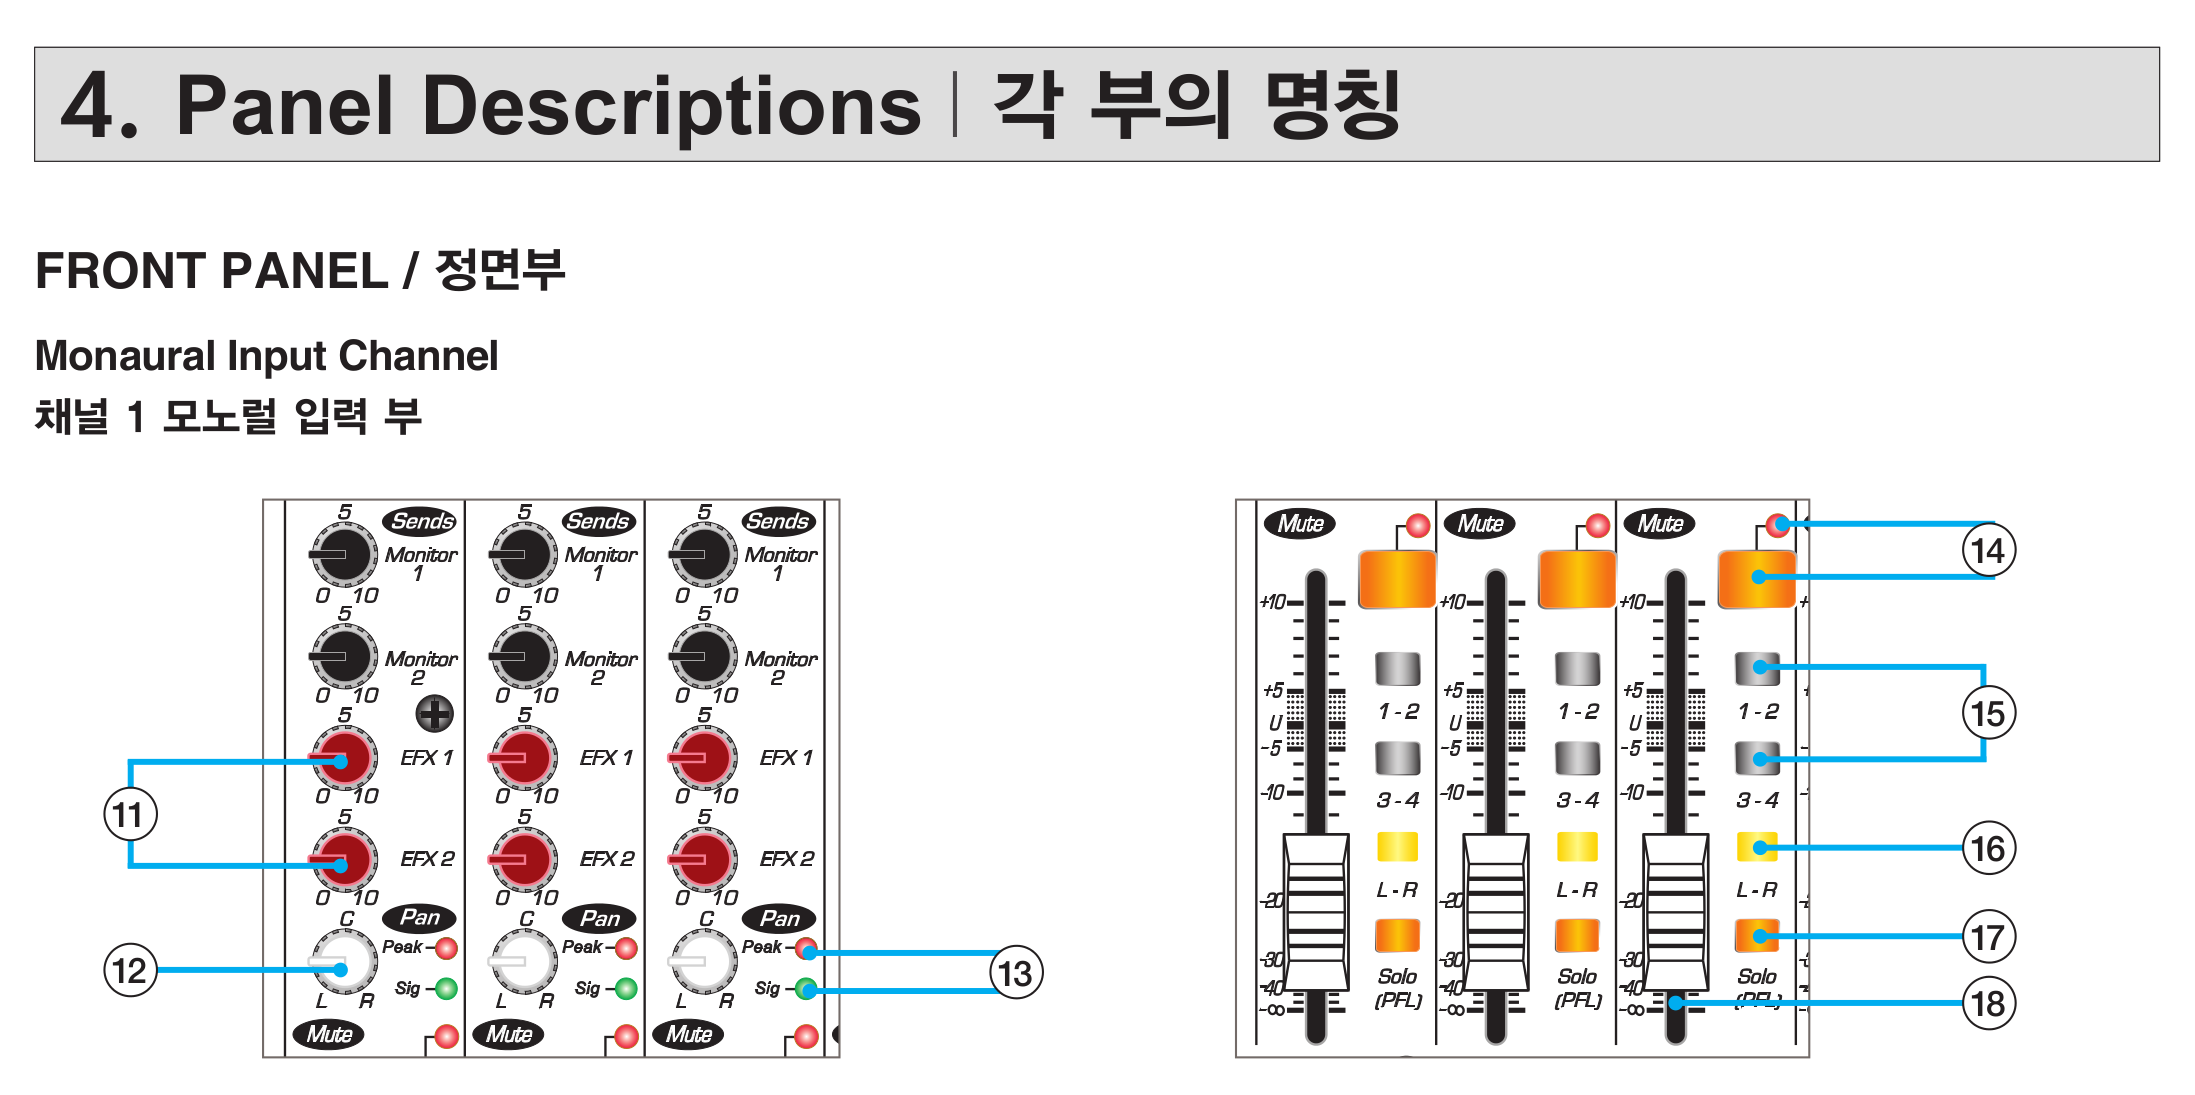 4. Panel Descriptions | 각 부의 명칭
FRONT PANEL / 정면부
Monaural Input Channel
채널 1 모노럴 입력 부
5 Sends 5 Sends 5 Sends
Monitor 1 Monitor 1 Monitor 1
0 10 0 10 0 10
5 5 5
Monitor 2 Monitor 2 Monitor 2
0 10 0 10 0 10
5 5 5
EFX 1 EFX 1 EFX 1
0 10 0 10 0 10
11
5 5 5
EFX 2 EFX 2 EFX 2
0 10 0 10 0 10
C Pan C Pan C Pan
Peak Peak Peak
12
13
Sig Sig Sig
L R L R L R
Mute Mute Mute
Mute Mute Mute
14
+10 +10 +10
+5 +5 +5
1-2 1-2 1-2
15
U U U
-5 -5 -5
-10 -10 -10
3-4 3-4 3-4
16
L-R L-R L-R
-20 -20 -20
17
-30 -30 -30
Solo Solo Solo
-40 -40 -40
(PFL) (PFL) (PFL)
18
-∞ -∞ -∞